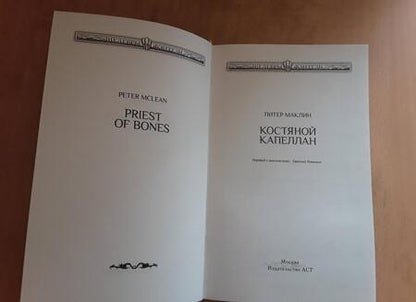 PETER MCLEAN
PRIEST
OF BONES
ПИТЕР МАКЛИН
КОСТЯНОЙ
КАПЕЛЛАН
Москва
Издательство АСТ